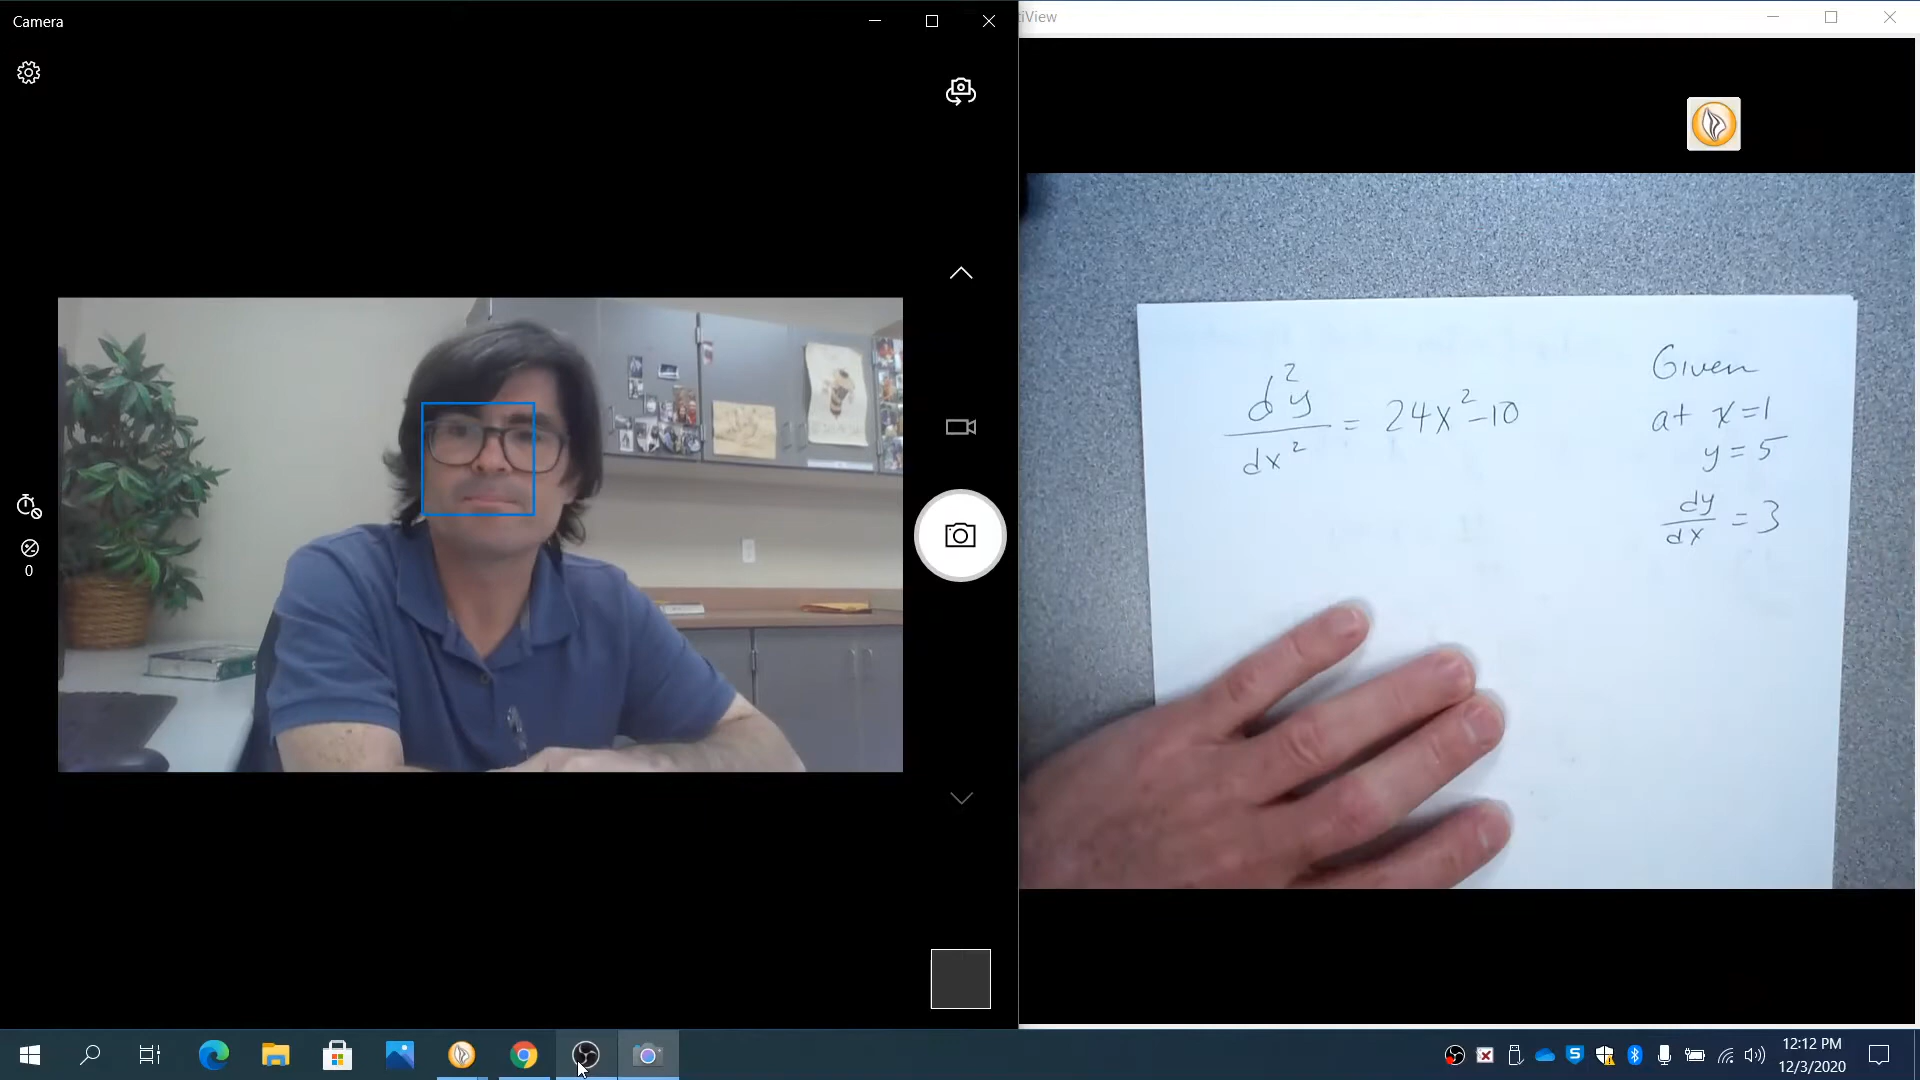 Camera
iView
0
d²y/dx² = 24x² - 10
Given
at x = 1
y = 5
dy/dx = 3
12:12 PM
12/3/2020